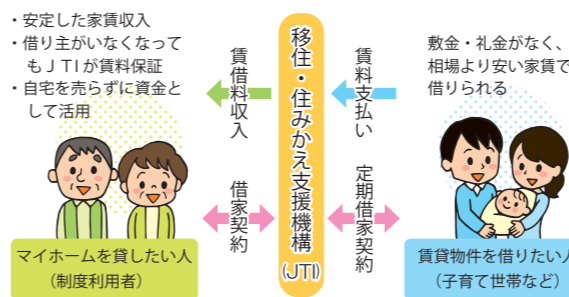 ・安定した家賃収入
・借り主がいなくなって
もJTIが賃料保証
・自宅を売らずに資金と
して活用
賃借料収入
借家契約
マイホームを貸したい人
（制度利用者）
移住・住みかえ支援機構
(JTI)
賃料支払い
定期借家契約
敷金・礼金がなく、
相場より安い家賃で
借りられる
賃貸物件を借りたい人
（子育て世帯など）